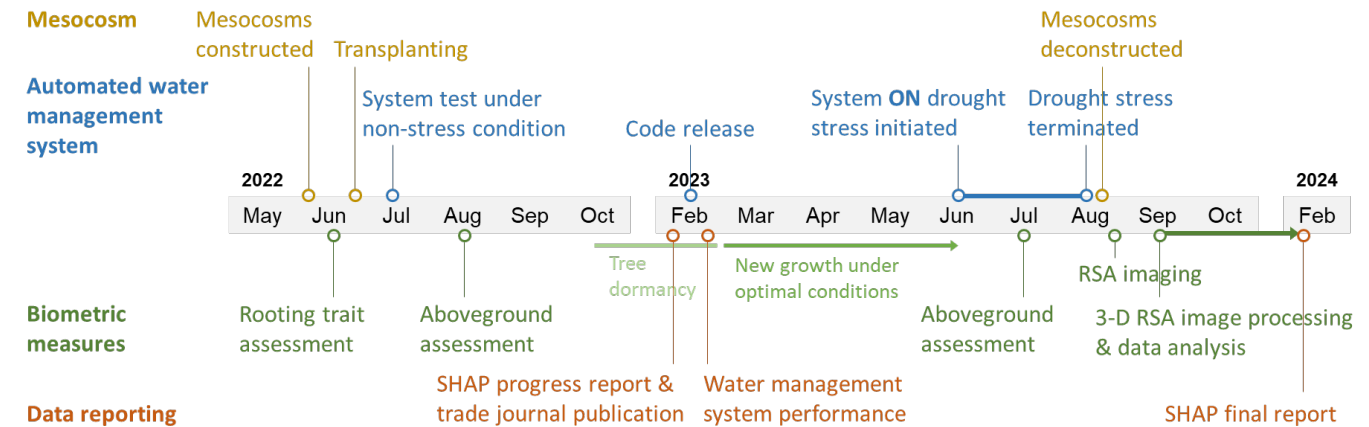 Mesocosm
Mesocosms
constructed
Transplanting
Mesocosms
deconstructed
Automated water
management
system
System test under
non-stress condition
Code release
System ON drought
stress initiated
Drought stress
terminated
2022
2023
2024
May Jun Jul Aug Sep Oct Feb Mar Apr May Jun Jul Aug Sep Oct Feb
Tree
dormancy
New growth under
optimal conditions
RSA imaging
Biometric
measures
Rooting trait
assessment
Aboveground
assessment
Aboveground
assessment
3-D RSA image processing
& data analysis
Data reporting
SHAP progress report &
trade journal publication
Water management
system performance
SHAP final report